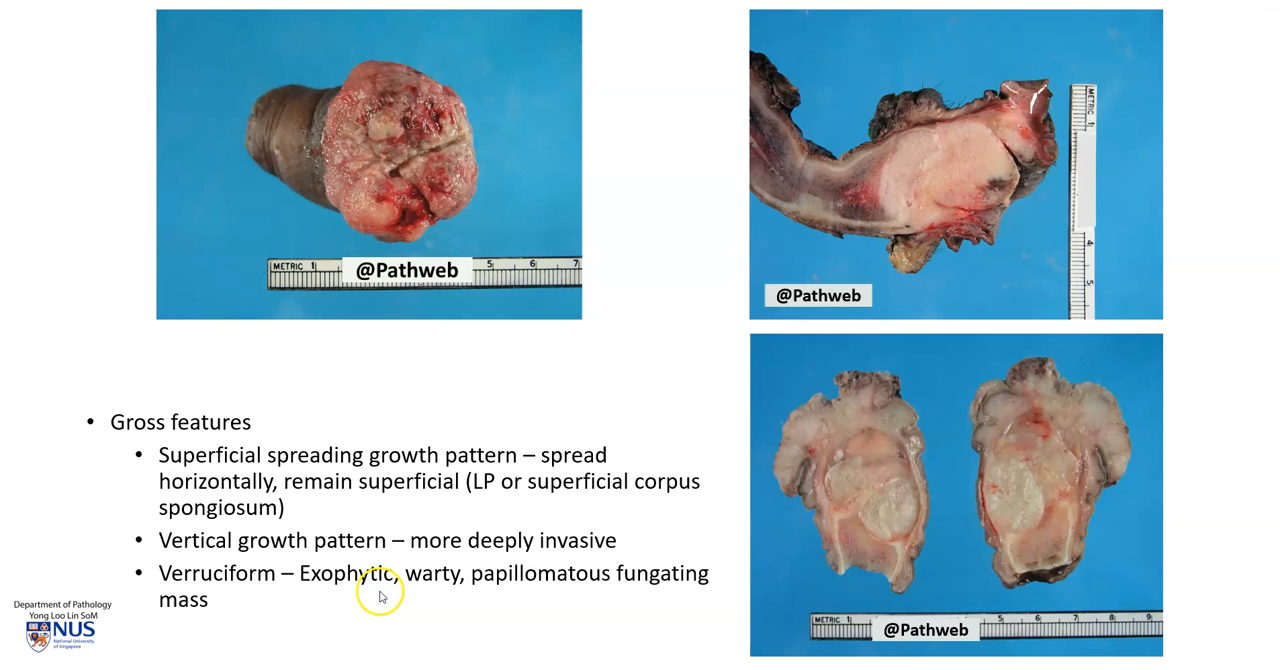 METRIC 1
@Pathweb
5 6 7
METRIC 1
4
5
@Pathweb
• Gross features
• Superficial spreading growth pattern – spread
horizontally, remain superficial (LP or superficial corpus
spongiosum)
• Vertical growth pattern – more deeply invasive
• Verruciform – Exophytic, warty, papillomatous fungating
mass
Department of Pathology
Yong Loo Lin SoM
NUS
National University
of Singapore
METRIC 1
@Pathweb
5 6 7 8 9